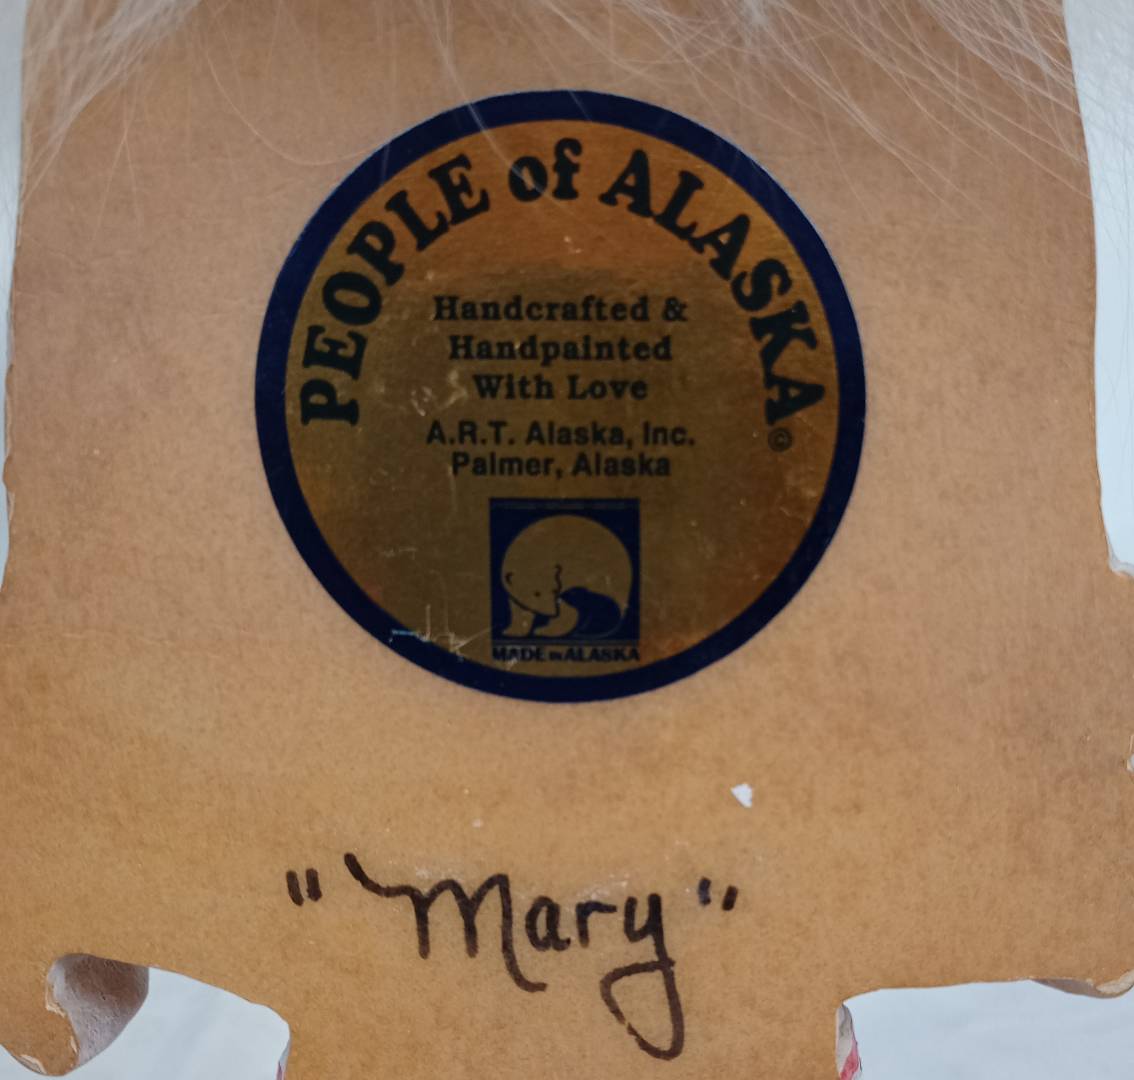 PEOPLE of ALASKA
©
Handcrafted &
Handpainted
With Love
A.R.T. Alaska, Inc.
Palmer, Alaska
MADE IN ALASKA
"Mary"